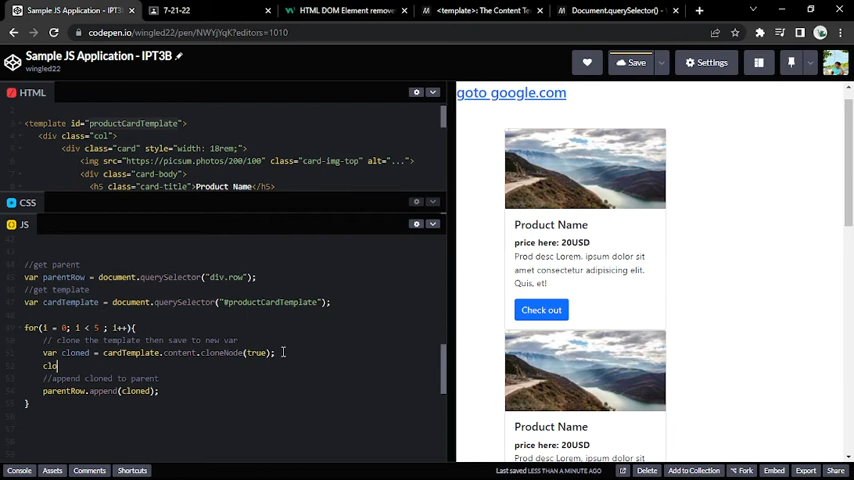 Sample JS Application - IPT3B
7-21-22
HTML DOM Element remove
<template>: The Content Tem
Document.querySelector() -
codepen.io/wingled22/pen/NWYjYqK?editors=1010
Sample JS Application - IPT3B
wingled22
Save
Settings
HTML
<template id="productCardTemplate">
<div class="col">
<div class="card" style="width: 18rem;">
<img src="https://picsum.photos/200/100" class="card-img-top" alt="...">
<div class="card-body">
<h5 class="card-title">Product Name</h5>
CSS
JS
//get parent
var parentRow = document.querySelector("div.row");
//get template
var cardTemplate = document.querySelector("#productCardTemplate");
for(i = 0; i < 5 ; i++){
// clone the template then save to new var
var cloned = cardTemplate.content.cloneNode(true);
clo
//append cloned to parent
parentRow.append(cloned);
}
goto google.com
Product Name
price here: 20USD
Prod desc Lorem, ipsum dolor sit
amet consectetur adipisicing elit.
Quis, et!
Check out
Product Name
price here: 20USD
Prod desc Lorem, ipsum dolor sit
Console
Assets
Comments
Shortcuts
Last saved LESS THAN A MINUTE AGO
Delete
Add to Collection
Fork
Embed
Export
Share